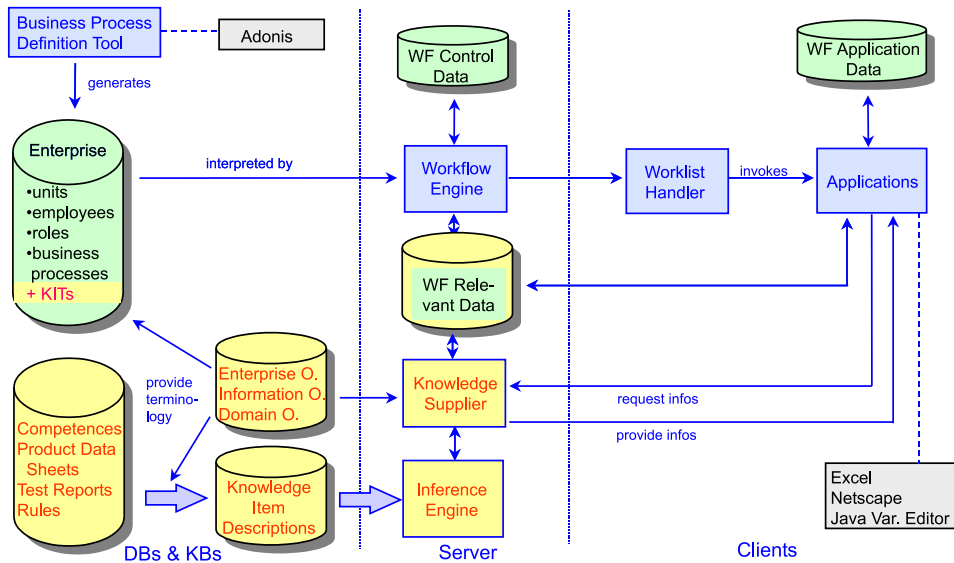 Business Process
Definition Tool
Adonis
generates
Enterprise
•units
•employees
•roles
•business
processes
+ KITs
interpreted by
WF Control
Data
Workflow
Engine
WF Rele-
vant Data
Worklist
Handler
invokes
WF Application
Data
Applications
provide
termino-
logy
Enterprise O.
Information O.
Domain O.
Knowledge
Supplier
request infos
provide infos
Competences
Product Data
Sheets
Test Reports
Rules
Knowledge
Item
Descriptions
Inference
Engine
Excel
Netscape
Java Var. Editor
DBs & KBs
Server
Clients